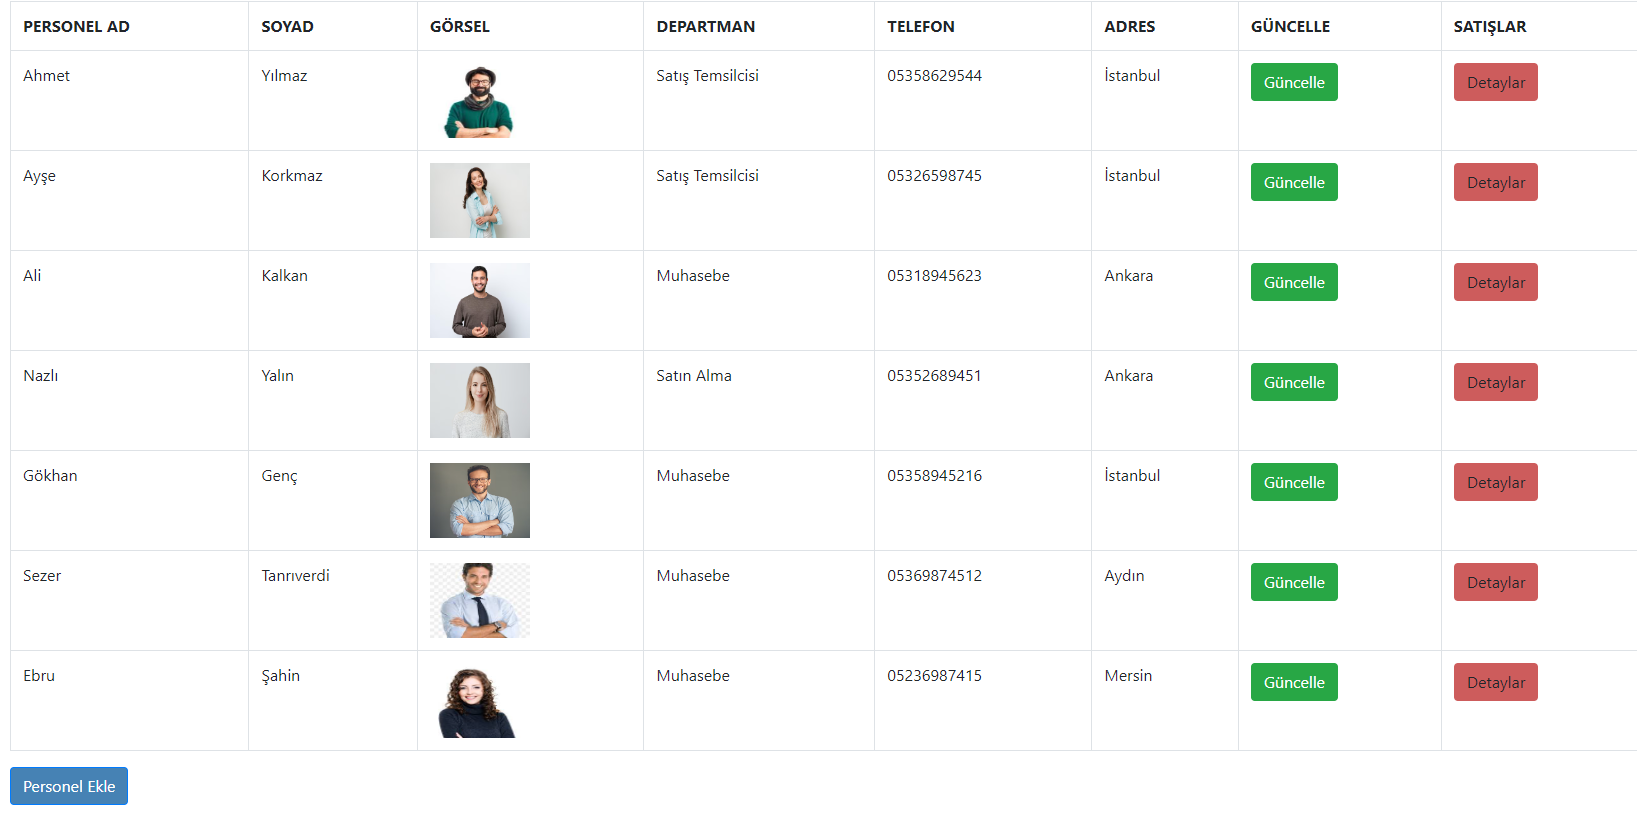 PERSONEL AD SOYAD GÖRSEL DEPARTMAN TELEFON ADRES GÜNCELLE SATIŞLAR
Ahmet Yılmaz Satış Temsilcisi 05358629544 İstanbul Güncelle Detaylar
Ayşe Korkmaz Satış Temsilcisi 05326598745 İstanbul Güncelle Detaylar
Ali Kalkan Muhasebe 05318945623 Ankara Güncelle Detaylar
Nazlı Yalın Satın Alma 05352689451 Ankara Güncelle Detaylar
Gökhan Genç Muhasebe 05358945216 İstanbul Güncelle Detaylar
Sezer Tanrıverdi Muhasebe 05369874512 Aydın Güncelle Detaylar
Ebru Şahin Muhasebe 05236987415 Mersin Güncelle Detaylar
Personel Ekle